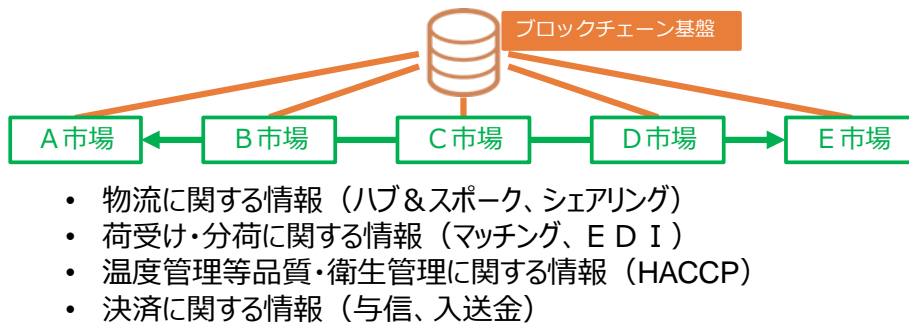 ブロックチェーン基盤
A市場 B市場 C市場 D市場 E市場
• 物流に関する情報（ハブ＆スポーク、シェアリング）
• 荷受け・分荷に関する情報（マッチング、ＥＤＩ）
• 温度管理等品質・衛生管理に関する情報（HACCP）
• 決済に関する情報（与信、入送金）